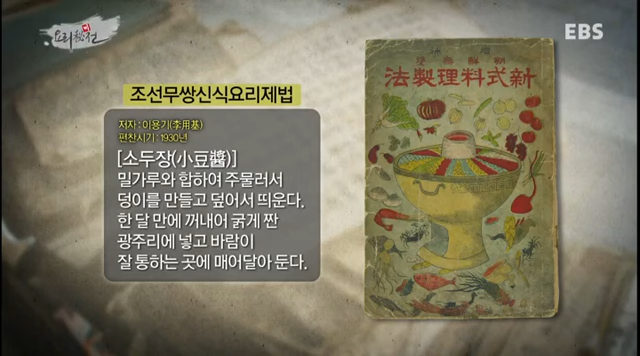 요리비전
EBS
조선무쌍신식요리제법
저자 : 이용기(李用基)
편찬시기 : 1930년
[소두장(小豆醬)]
밀가루와 합하여 주물러서
덩이를 만들고 덮어서 띄운다.
한 달 만에 꺼내어 굵게 짠
광주리에 넣고 바람이
잘 통하는 곳에 매어달아 둔다.
新式料理製法